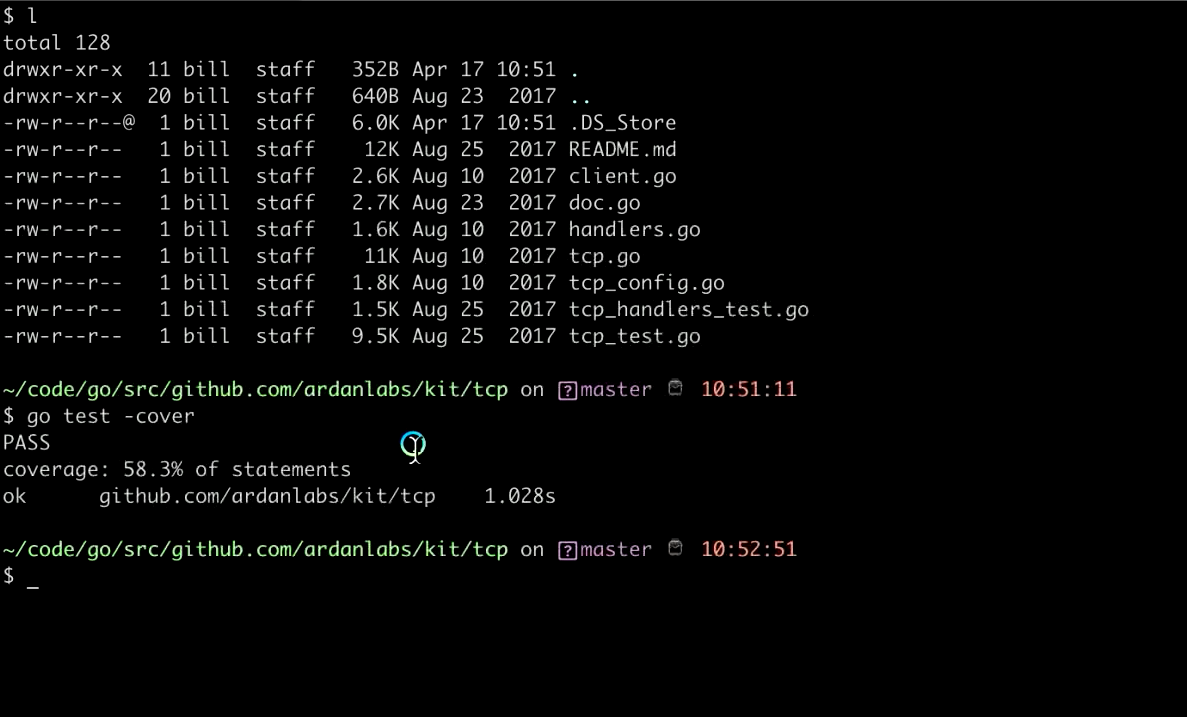 $ l
total 128
drwxr-xr-x  11 bill  staff   352B Apr 17 10:51 .
drwxr-xr-x  20 bill  staff   640B Aug 23  2017 ..
-rw-r--r--@  1 bill  staff   6.0K Apr 17 10:51 .DS_Store
-rw-r--r--   1 bill  staff    12K Aug 25  2017 README.md
-rw-r--r--   1 bill  staff   2.6K Aug 10  2017 client.go
-rw-r--r--   1 bill  staff   2.7K Aug 23  2017 doc.go
-rw-r--r--   1 bill  staff   1.6K Aug 10  2017 handlers.go
-rw-r--r--   1 bill  staff    11K Aug 10  2017 tcp.go
-rw-r--r--   1 bill  staff   1.8K Aug 10  2017 tcp_config.go
-rw-r--r--   1 bill  staff   1.5K Aug 25  2017 tcp_handlers_test.go
-rw-r--r--   1 bill  staff   9.5K Aug 25  2017 tcp_test.go
~/code/go/src/github.com/ardanlabs/kit/tcp on ?master 10:51:11
$ go test -cover
PASS
coverage: 58.3% of statements
ok      github.com/ardanlabs/kit/tcp    1.028s
~/code/go/src/github.com/ardanlabs/kit/tcp on ?master 10:52:51
$ _